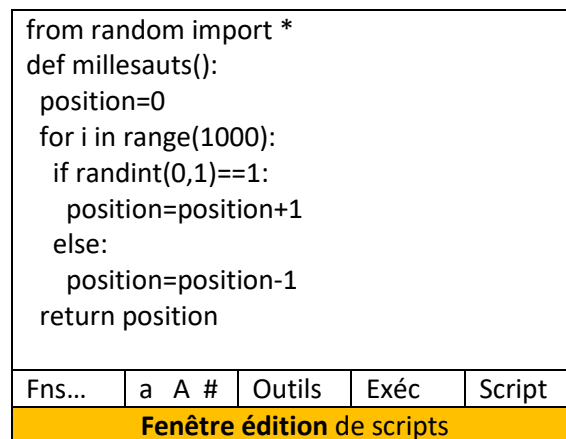 from random import *
def millesauts():
position=0
for i in range(1000):
if randint(0,1)==1:
position=position+1
else:
position=position-1
return position
Fns... a A # Outils Exéc Script
Fenêtre édition de scripts